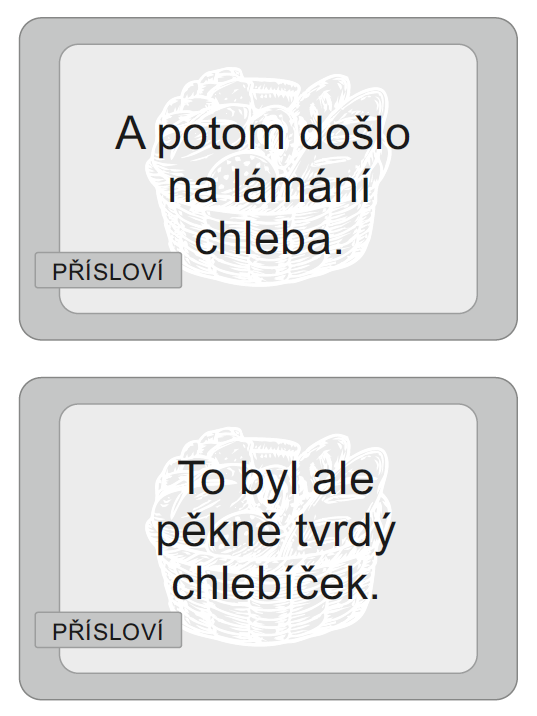 A potom došlo
na lámání
chleba.
PŘÍSLOVÍ
To byl ale
pěkně tvrdý
chlebíček.
PŘÍSLOVÍ